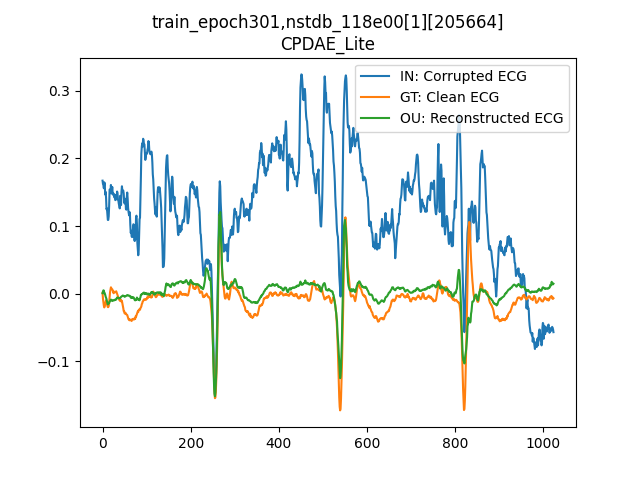 train_epoch301,nstdb_118e00[1][205664]
CPDAE_Lite
IN: Corrupted ECG
GT: Clean ECG
OU: Reconstructed ECG
0.3
0.2
0.1
0.0
−0.1
0 200 400 600 800 1000